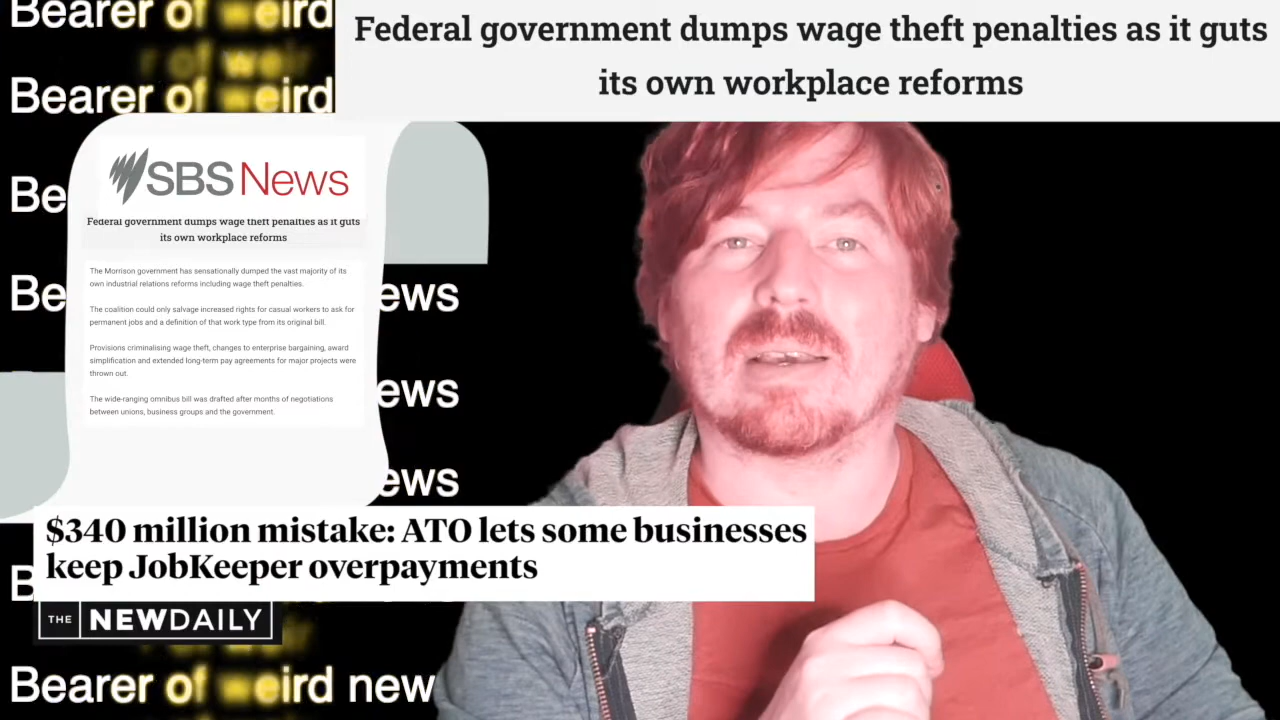 Bearer of weird
Federal government dumps wage theft penalties as it guts
its own workplace reforms
Bearer of weird
SBS News
Federal government dumps wage theft penalties as it guts
its own workplace reforms
The Morrison government has sensationally dumped the vast majority of its
own industrial relations reforms including wage theft penalties.
The coalition could only salvage increased rights for casual workers to ask for
permanent jobs and a definition of that work type from its original bill.
Provisions criminalising wage theft, changes to enterprise bargaining, award
simplification and extended long-term pay agreements for major projects were
thrown out.
The wide-ranging omnibus bill was drafted after months of negotiations
between unions, business groups and the government.
Be
Be ews
ews
ews
$340 million mistake: ATO lets some businesses
keep JobKeeper overpayments
B
THE NEWDAILY
Bearer of weird new